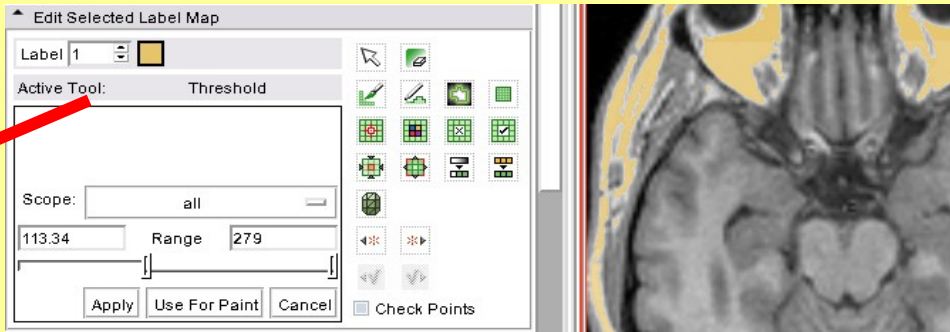 Edit Selected Label Map
Label 1
Active Tool: Threshold
Scope: all
113.34 Range 279
Apply Use For Paint Cancel
Check Points